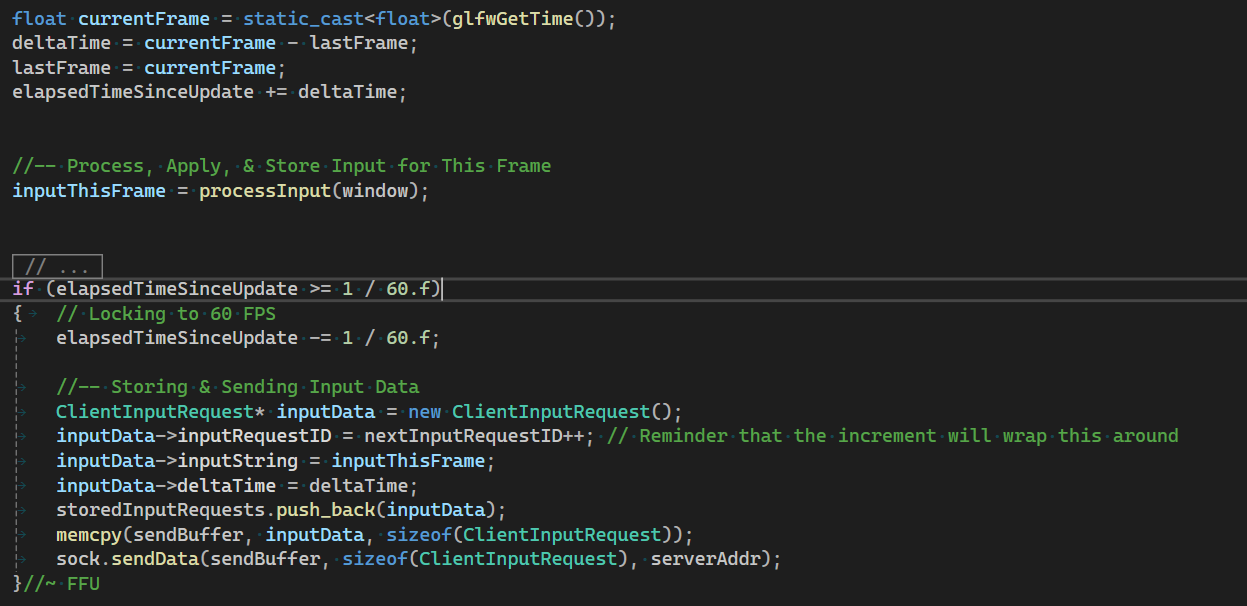 float currentFrame = static_cast<float>(glfwGetTime());
deltaTime = currentFrame - lastFrame;
lastFrame = currentFrame;
elapsedTimeSinceUpdate += deltaTime;
//-- Process, Apply, & Store Input for This Frame
inputThisFrame = processInput(window);
// ...
if (elapsedTimeSinceUpdate >= 1 / 60.f)
{ // Locking to 60 FPS
elapsedTimeSinceUpdate -= 1 / 60.f;
//-- Storing & Sending Input Data
ClientInputRequest* inputData = new ClientInputRequest();
inputData->inputRequestID = nextInputRequestID++; // Reminder that the increment will wrap this around
inputData->inputString = inputThisFrame;
inputData->deltaTime = deltaTime;
storedInputRequests.push_back(inputData);
memcpy(sendBuffer, inputData, sizeof(ClientInputRequest));
sock.sendData(sendBuffer, sizeof(ClientInputRequest), serverAddr);
}//~ FFU